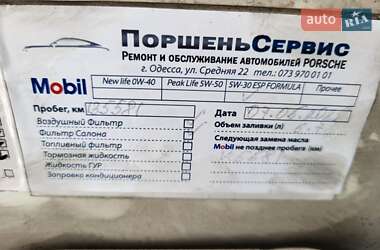 AUTO.RIA
ПоршеньСервис
Ремонт и обслуживание автомобилей PORSCHE
г. Одесса, ул. Средняя 22 тел.: 073 970 01 01
Mobil
New life 0W-40 Peak Life 5W-50 5W-30 ESP FORMULA Прочее
Пробег, км
Дата
Воздушный Фильтр
Фильтр Салона
Топливный фильтр
Тормозная жидкость
Жидкость ГУР
Заправка кондиционера
Объем заливки (л.)
Следующая замена масла
Mobil не позднее пробега (км)